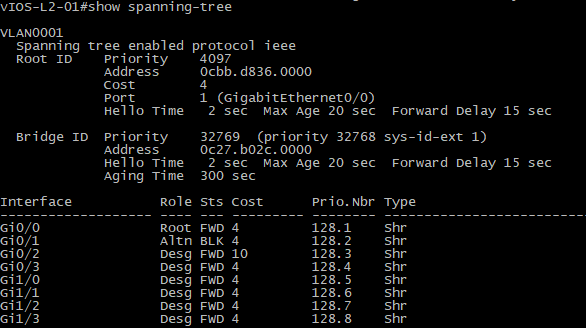 vIOS-L2-01#show spanning-tree
VLAN0001
  Spanning tree enabled protocol ieee
  Root ID    Priority    4097
             Address     0cbb.d836.0000
             Cost        4
             Port        1 (GigabitEthernet0/0)
             Hello Time   2 sec  Max Age 20 sec  Forward Delay 15 sec
  Bridge ID  Priority    32769  (priority 32768 sys-id-ext 1)
             Address     0c27.b02c.0000
             Hello Time   2 sec  Max Age 20 sec  Forward Delay 15 sec
             Aging Time  300 sec
Interface           Role Sts Cost      Prio.Nbr Type
------------------- ---- --- --------- -------- --------------------------------
Gi0/0               Root FWD 4         128.1    Shr
Gi0/1               Altn BLK 4         128.2    Shr
Gi0/2               Desg FWD 10        128.3    Shr
Gi0/3               Desg FWD 4         128.4    Shr
Gi1/0               Desg FWD 4         128.5    Shr
Gi1/1               Desg FWD 4         128.6    Shr
Gi1/2               Desg FWD 4         128.7    Shr
Gi1/3               Desg FWD 4         128.8    Shr